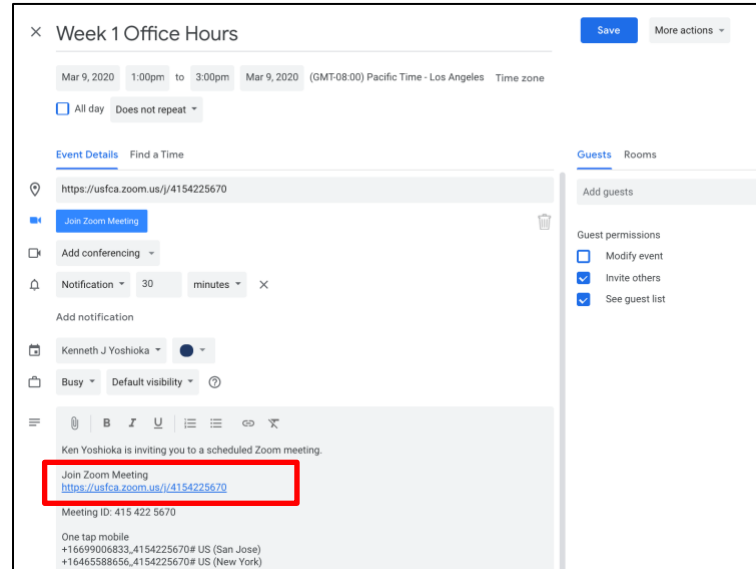 Week 1 Office Hours
Save
More actions
Mar 9, 2020 1:00pm to 3:00pm Mar 9, 2020 (GMT-08:00) Pacific Time - Los Angeles Time zone
All day Does not repeat
Event Details Find a Time
Guests Rooms
https://usfca.zoom.us/j/4154225670
Add guests
Join Zoom Meeting
Guest permissions
Add conferencing
Modify event
Notification 30 minutes
Invite others
See guest list
Add notification
Kenneth J Yoshioka
Busy Default visibility
B I U
Ken Yoshioka is inviting you to a scheduled Zoom meeting.
Join Zoom Meeting
https://usfca.zoom.us/j/4154225670
Meeting ID: 415 422 5670
One tap mobile
+16699006833,,4154225670# US (San Jose)
+16465588656,,4154225670# US (New York)